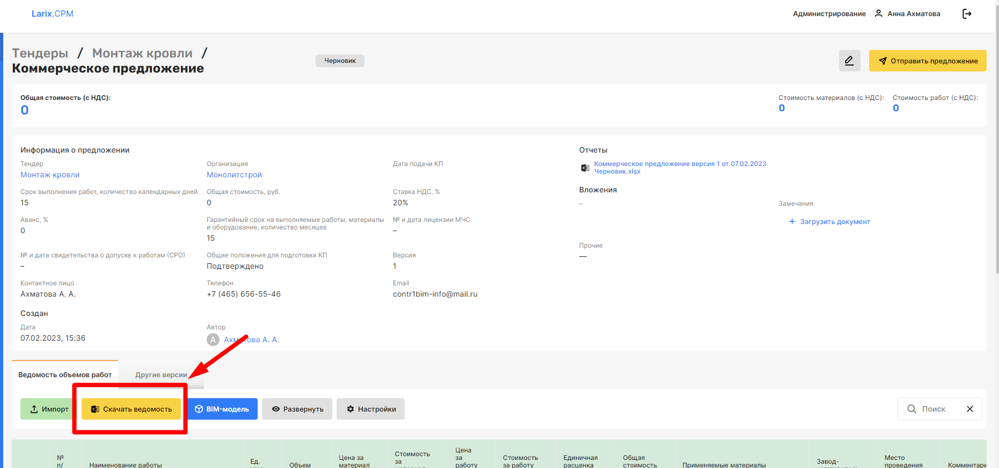 Larix.CPM
Администрирование
Анна Ахматова
Тендеры / Монтаж кровли /
Коммерческое предложение
Черновик
Отправить предложение
Общая стоимость (с НДС):
0
Стоимость материалов (с НДС):
0
Стоимость работ (с НДС):
0
Информация о предложении
Тендер
Монтаж кровли
Организация
Монолитстрой
Дата подачи КП
Срок выполнения работ, количество календарных дней
15
Общая стоимость, руб.
0
Ставка НДС, %
20%
Аванс, %
0
Гарантийный срок на выполняемые работы, материалы
и оборудование, количество месяцев
15
№ и дата лицензии МЧС
–
№ и дата свидетельства о допуске к работам (СРО)
–
Общие положения для подготовки КП
Подтверждено
Версия
1
Контактное лицо
Ахматова А. А.
Телефон
+7 (465) 656-55-46
Email
contr1bim-info@mail.ru
Создан
Дата
07.02.2023, 15:36
Автор
А
Ахматова А. А.
Отчеты
Коммерческое предложение версия 1 от 07.02.2023
Черновик.xlsx
Вложения
–
Замечания
+ Загрузить документ
Прочие
—
Ведомость объемов работ
Другие версии
Импорт
Скачать ведомость
BIM-модель
Развернуть
Настройки
Поиск
№
п/
Наименование работы
Ед.
Объем
Цена за
материал
Стоимость
за
Цена
за
работу
Стоимость
за работу
Единичная
расценка
Общая
стоимость
Применяемые материалы
Завод-
Место
проведения
Комментари